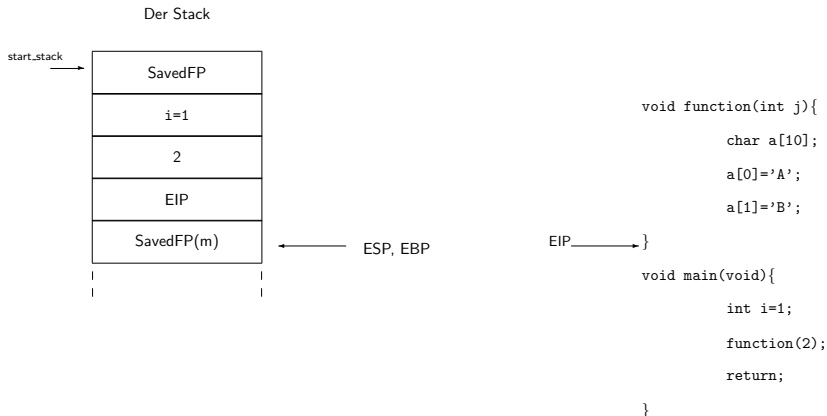 Der Stack
start_stack
SavedFP
i=1
2
EIP
SavedFP(m)
ESP, EBP
EIP
void function(int j){
char a[10];
a[0]=’A’;
a[1]=’B’;
}
void main(void){
int i=1;
function(2);
return;
}